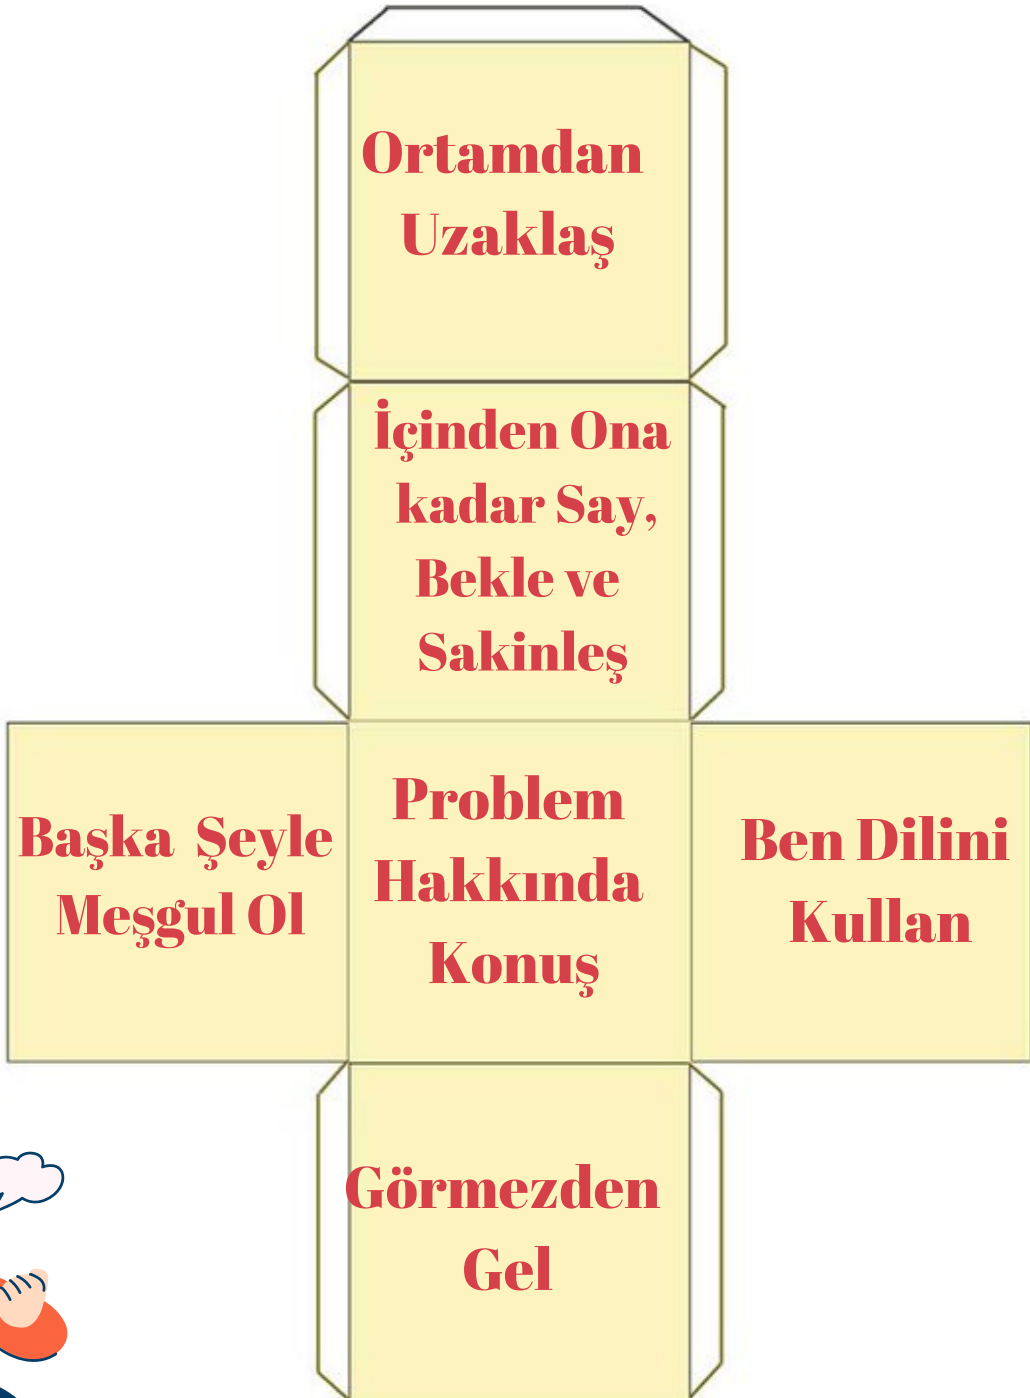 Ortamdan
Uzaklaş
İçinden Ona
kadar Say,
Bekle ve
Sakinleş
Başka Şeyle
Meşgul Ol
Problem
Hakkında
Konuş
Ben Dilini
Kullan
Görmezden
Gel